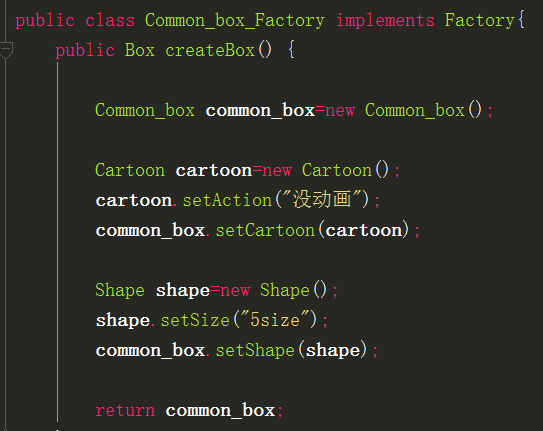 public class Common_box_Factory implements Factory{
public Box createBox() {
Common_box common_box=new Common_box();
Cartoon cartoon=new Cartoon();
cartoon.setAction("没动画");
common_box.setCartoon(cartoon);
Shape shape=new Shape();
shape.setSize("5size");
common_box.setShape(shape);
return common_box;